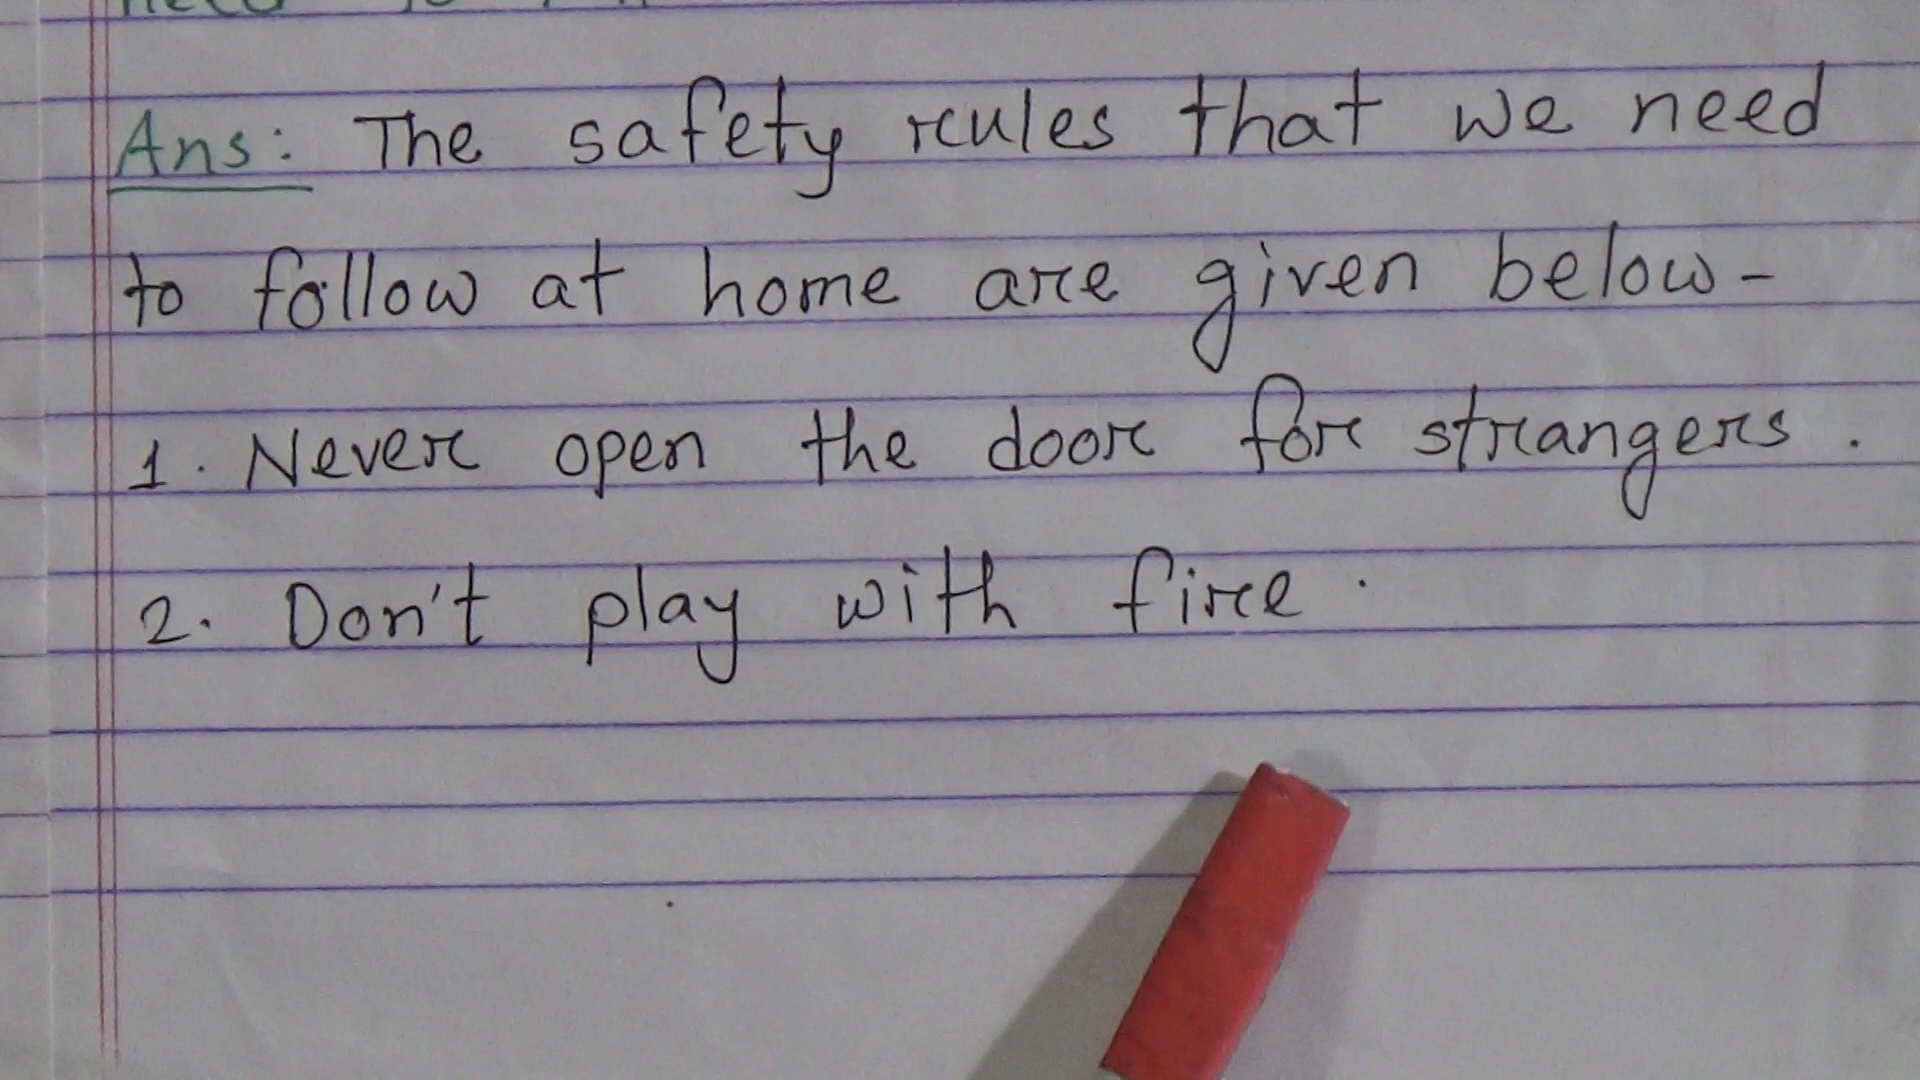 Ans: The safety rules that we need
to follow at home are given below-
1. Never open the door for strangers.
2. Don't play with fire.